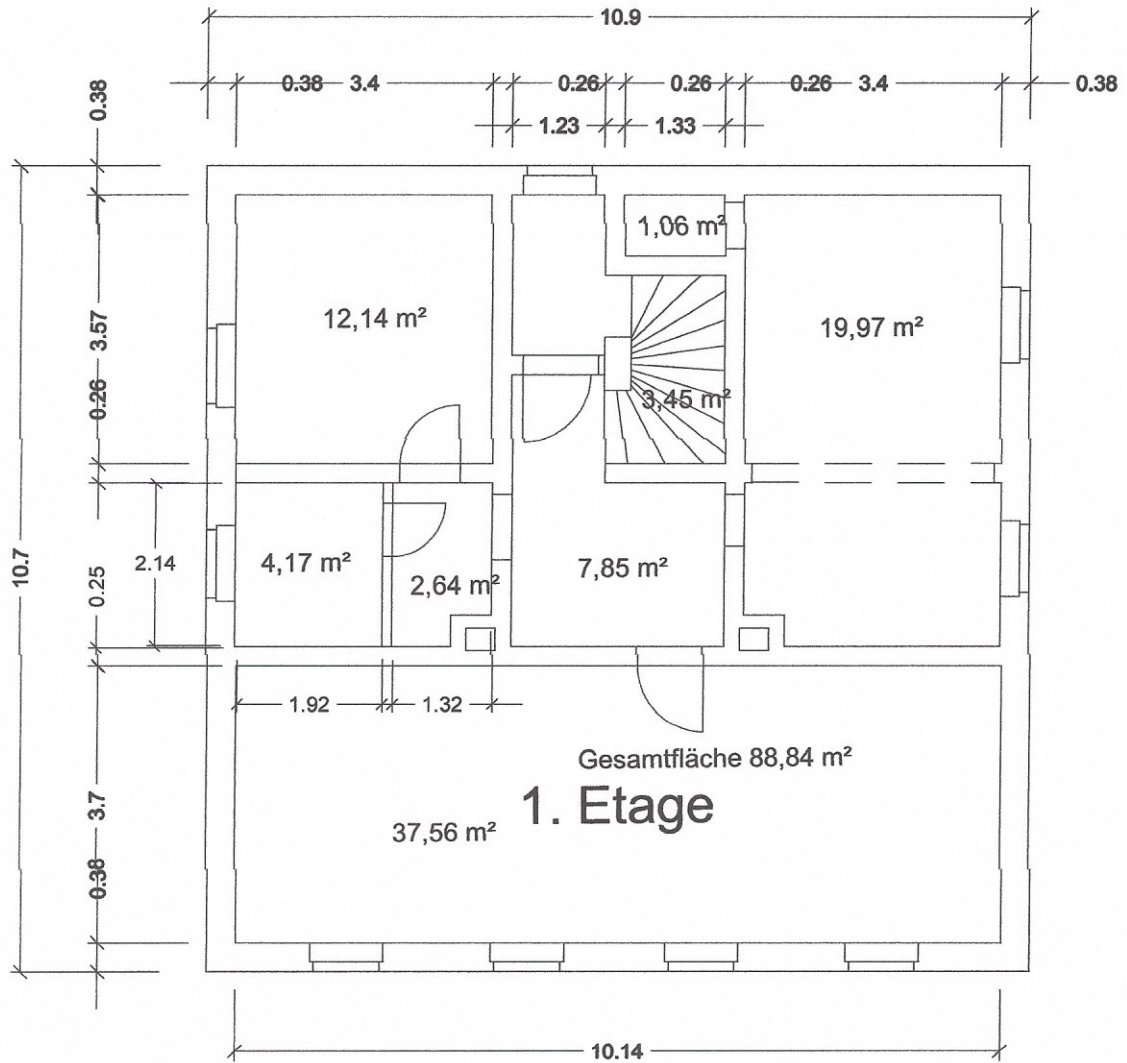 10.9
0.38 3.4 0.26 0.26 0.26 3.4 0.38
1.23 1.33
0.38
1,06 m²
12,14 m²
19,97 m²
3.57
0.26
3,45 m²
10.7
0.25
2.14
4,17 m²
2,64 m²
7,85 m²
1.92 1.32
Gesamtfläche 88,84 m²
1. Etage
37,56 m²
3.7
0.38
10.14